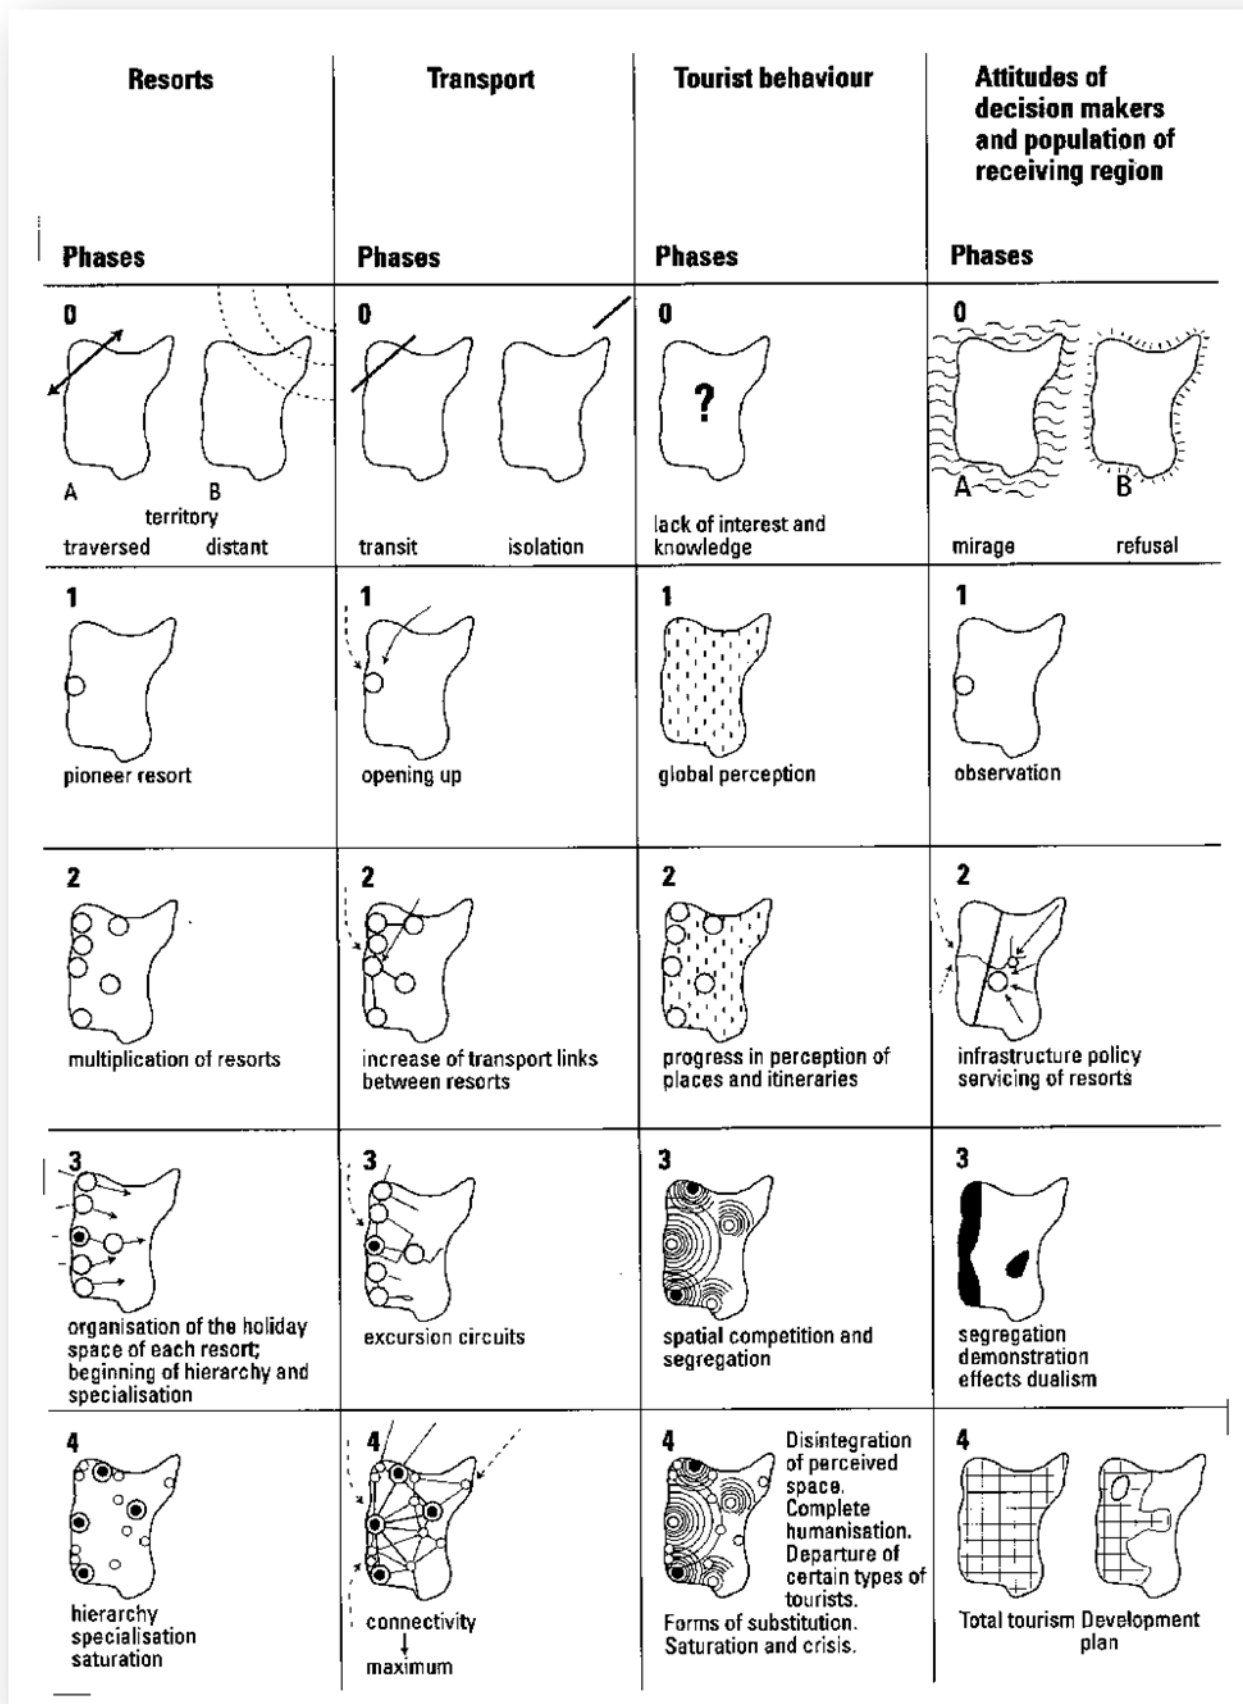 Resorts
Transport
Tourist behaviour
Attitudes of
decision makers
and population of
receiving region
Phases
Phases
Phases
Phases
0
A
B
territory
traversed
distant
0
transit
isolation
0
?
lack of interest and
knowledge
0
A
B
mirage
refusal
1
pioneer resort
1
opening up
1
global perception
1
observation
2
multiplication of resorts
2
increase of transport links
between resorts
2
progress in perception of
places and itineraries
2
infrastructure policy
servicing of resorts
3
organisation of the holiday
space of each resort;
beginning of hierarchy and
specialisation
3
excursion circuits
3
spatial competition and
segregation
3
segregation
demonstration
effects dualism
4
hierarchy
specialisation
saturation
4
connectivity
maximum
4
Disintegration
of perceived
space.
Complete
humanisation.
Departure of
certain types of
tourists.
Forms of substitution.
Saturation and crisis.
4
Total tourism Development
plan